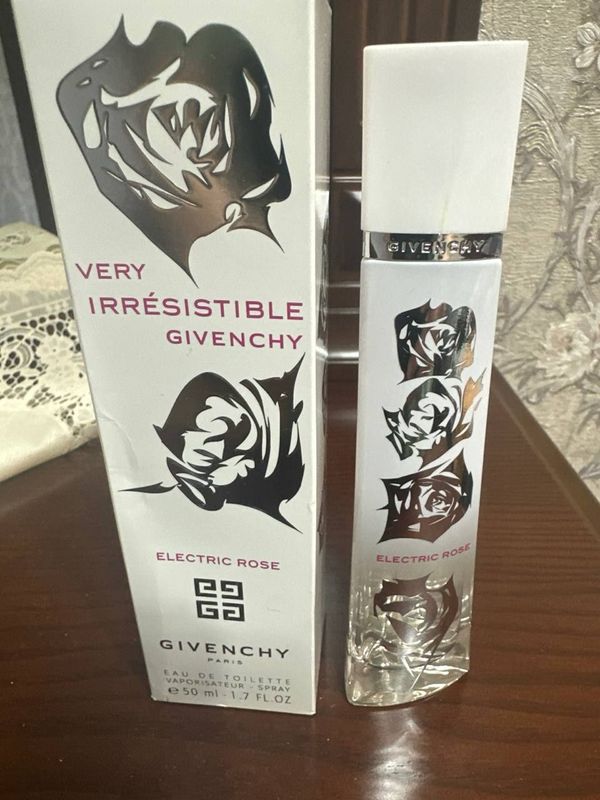 VERY
IRRÉSISTIBLE
GIVENCHY
ELECTRIC ROSE
GIVENCHY
PARIS
EAU DE TOILETTE
VAPORISATEUR - SPRAY
℮ 50 ml - 1.7 FL.OZ
GIVENCHY
ELECTRIC ROSE